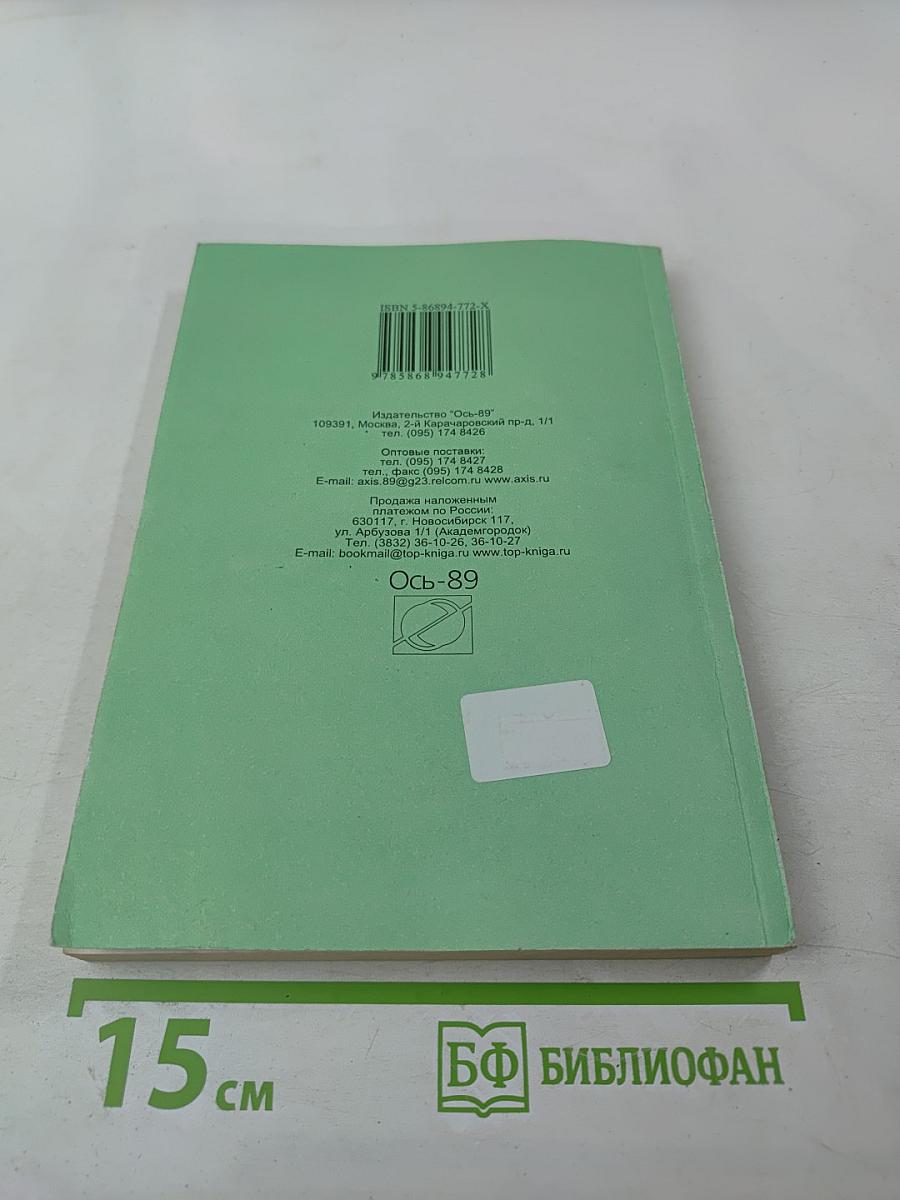 ISBN 5-86894-772-X
9 785868 947728
Издательство "Ось-89"
109391, Москва, 2-й Карачаровский пр-д, 1/1
тел. (095) 174 8426
Оптовые поставки:
тел. (095) 174 8427
тел., факс (095) 174 8428
E-mail: axis.89@g23.relcom.ru www.axis.ru
Продажа наложенным
платежом по России:
630117, г. Новосибирск 117,
ул. Арбузова 1/1 (Академгородок)
Тел. (3832) 36-10-26, 36-10-27
E-mail: bookmail@top-kniga.ru www.top-kniga.ru
Ось-89
15 см
БФ БИБЛИОФАН